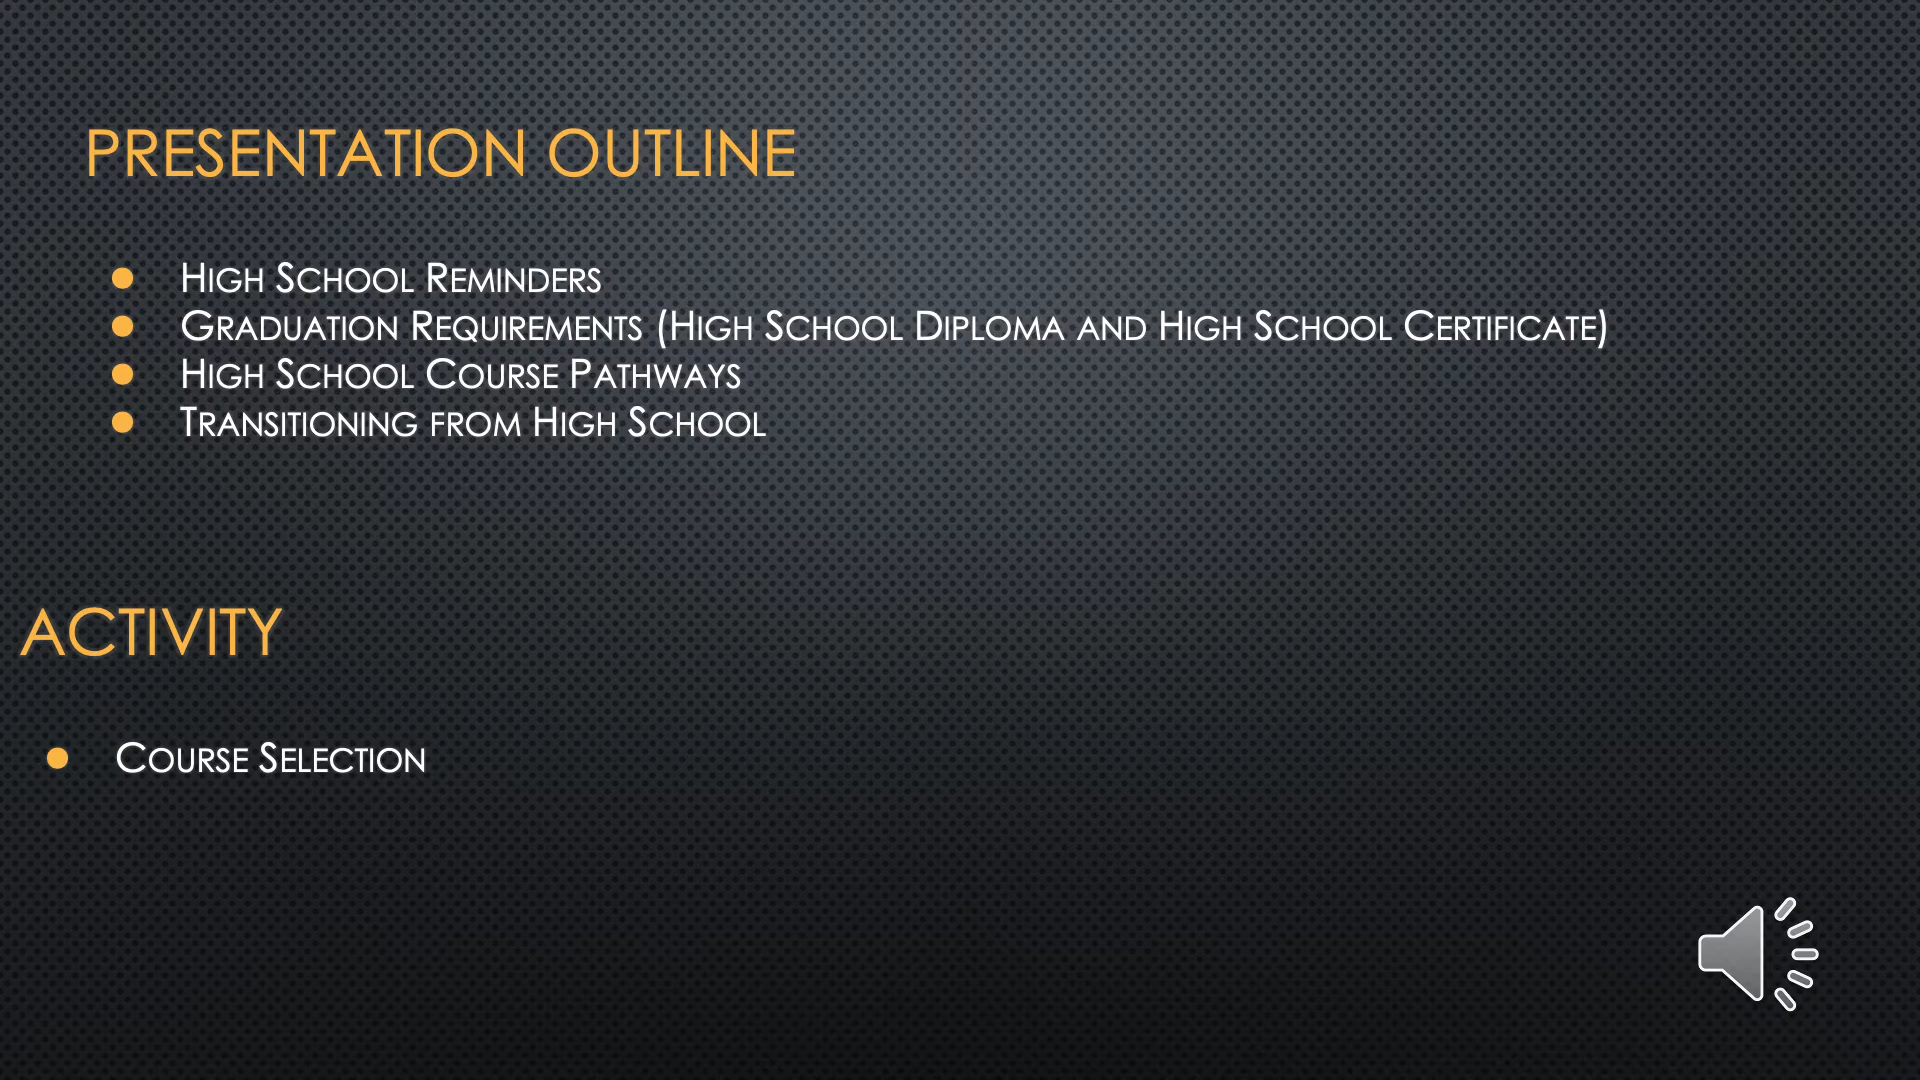 PRESENTATION OUTLINE
● High School Reminders
● Graduation Requirements (High School Diploma and High School Certificate)
● High School Course Pathways
● Transitioning from High School
ACTIVITY
● Course Selection